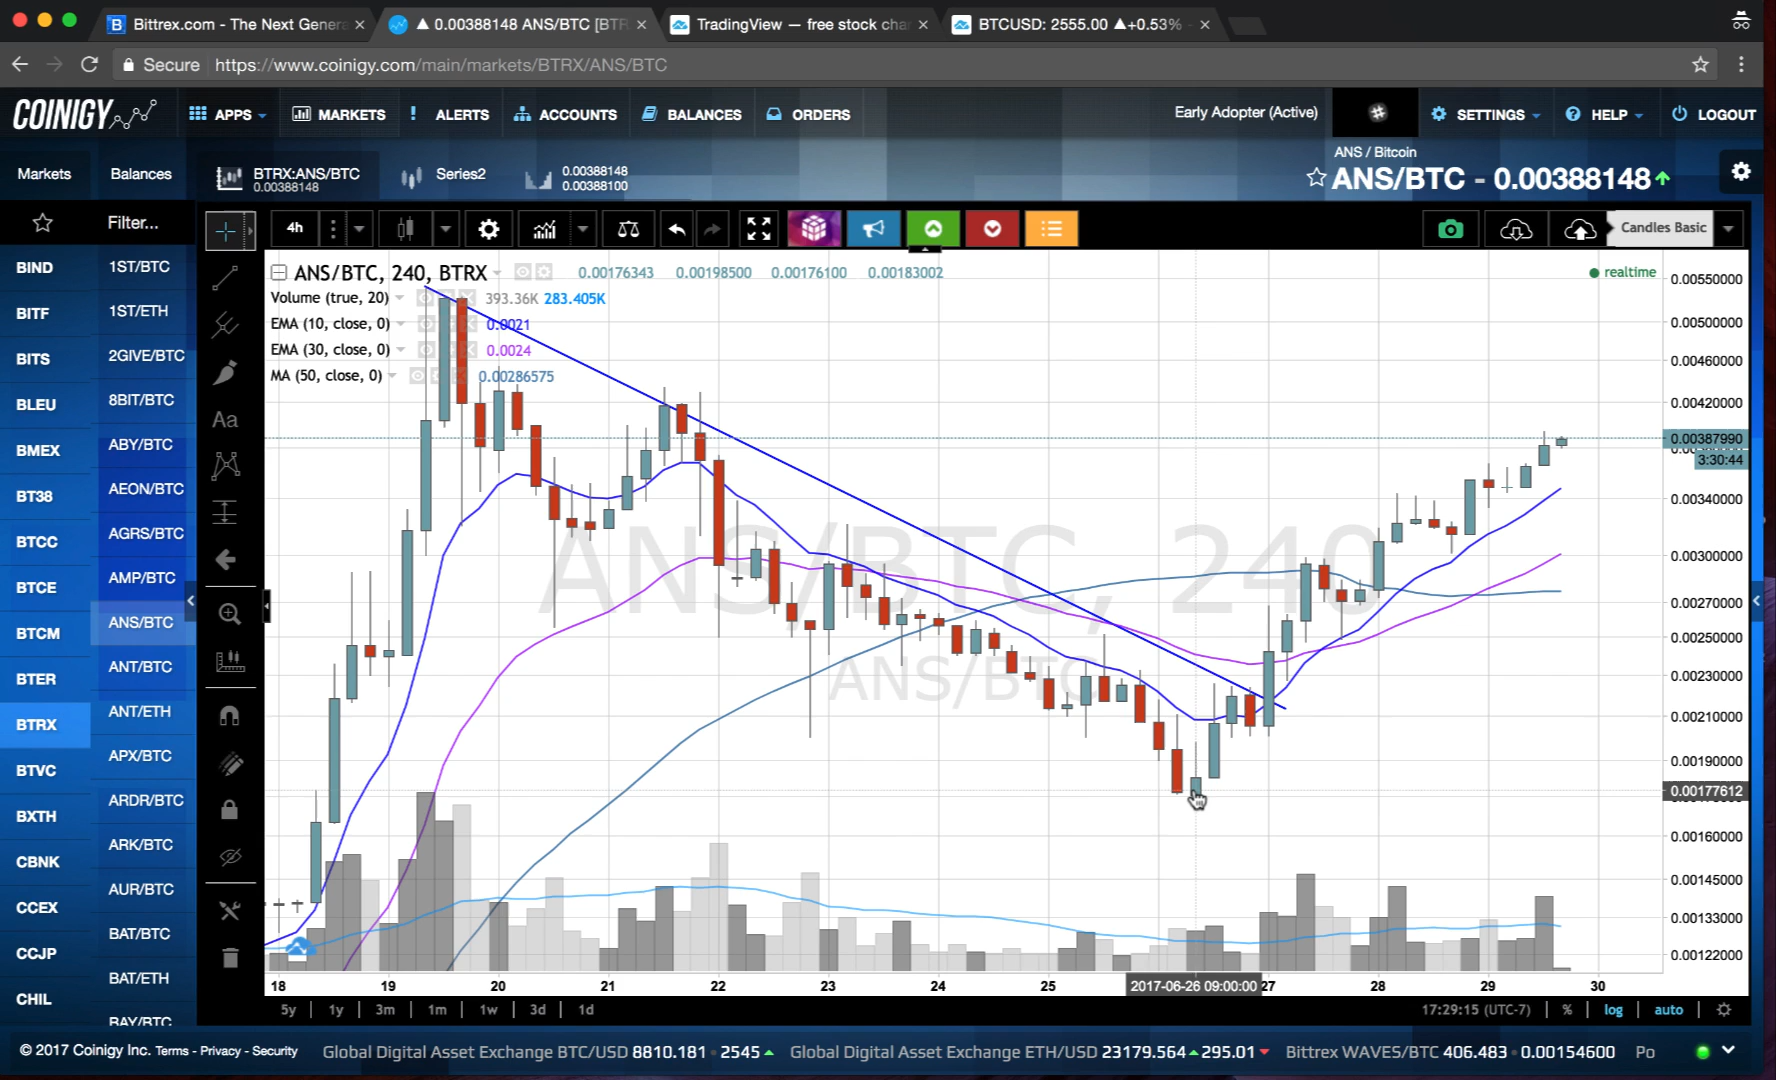 Bittrex.com - The Next Genera
▲ 0.00388148 ANS/BTC [BTR
TradingView — free stock cha
BTCUSD: 2555.00 ▲+0.53%
Secure https://www.coinigy.com/main/markets/BTRX/ANS/BTC
COINIGY APPS MARKETS ALERTS ACCOUNTS BALANCES ORDERS Early Adopter (Active) SETTINGS HELP LOGOUT
Markets Balances
BTRX:ANS/BTC
0.00388148
Series2
0.00388148
0.00388100
ANS / Bitcoin
ANS/BTC - 0.00388148
Filter...
4h
Candles Basic
BIND
BITF
BITS
BLEU
BMEX
BT38
BTCC
BTCE
BTCM
BTER
BTRX
BTVC
BXTH
CBNK
CCEX
CCJP
CHIL
1ST/BTC
1ST/ETH
2GIVE/BTC
8BIT/BTC
ABY/BTC
AEON/BTC
AGRS/BTC
AMP/BTC
ANS/BTC
ANT/BTC
ANT/ETH
APX/BTC
ARDR/BTC
ARK/BTC
AUR/BTC
BAT/BTC
BAT/ETH
BAY/BTC
Aa
ANS/BTC, 240, BTRX 0.00176343 0.00198500 0.00176100 0.00183002
Volume (true, 20) 393.36K 283.405K
EMA (10, close, 0) 0.0021
EMA (30, close, 0) 0.0024
MA (50, close, 0) 0.00286575
realtime
ANS/BTC, 240
ANS/BTC
0.00550000
0.00500000
0.00460000
0.00420000
0.00387990
3:30:44
0.00340000
0.00300000
0.00270000
0.00250000
0.00230000
0.00210000
0.00190000
0.00177612
0.00160000
0.00145000
0.00133000
0.00122000
18 19 20 21 22 23 24 25 2017-06-26 09:00:00 27 28 29 30
5y 1y 3m 1m 1w 3d 1d
17:29:15 (UTC-7) % log auto
© 2017 Coinigy Inc. Terms - Privacy - Security
Global Digital Asset Exchange BTC/USD 8810.181 2545 Global Digital Asset Exchange ETH/USD 23179.564 295.01 Bittrex WAVES/BTC 406.483 0.00154600 Po